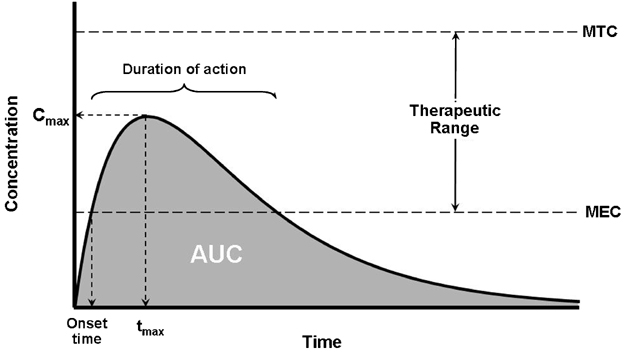 MTC
Duration of action
Cmax
Therapeutic
Range
Concentration
MEC
AUC
Onset
time
tmax
Time